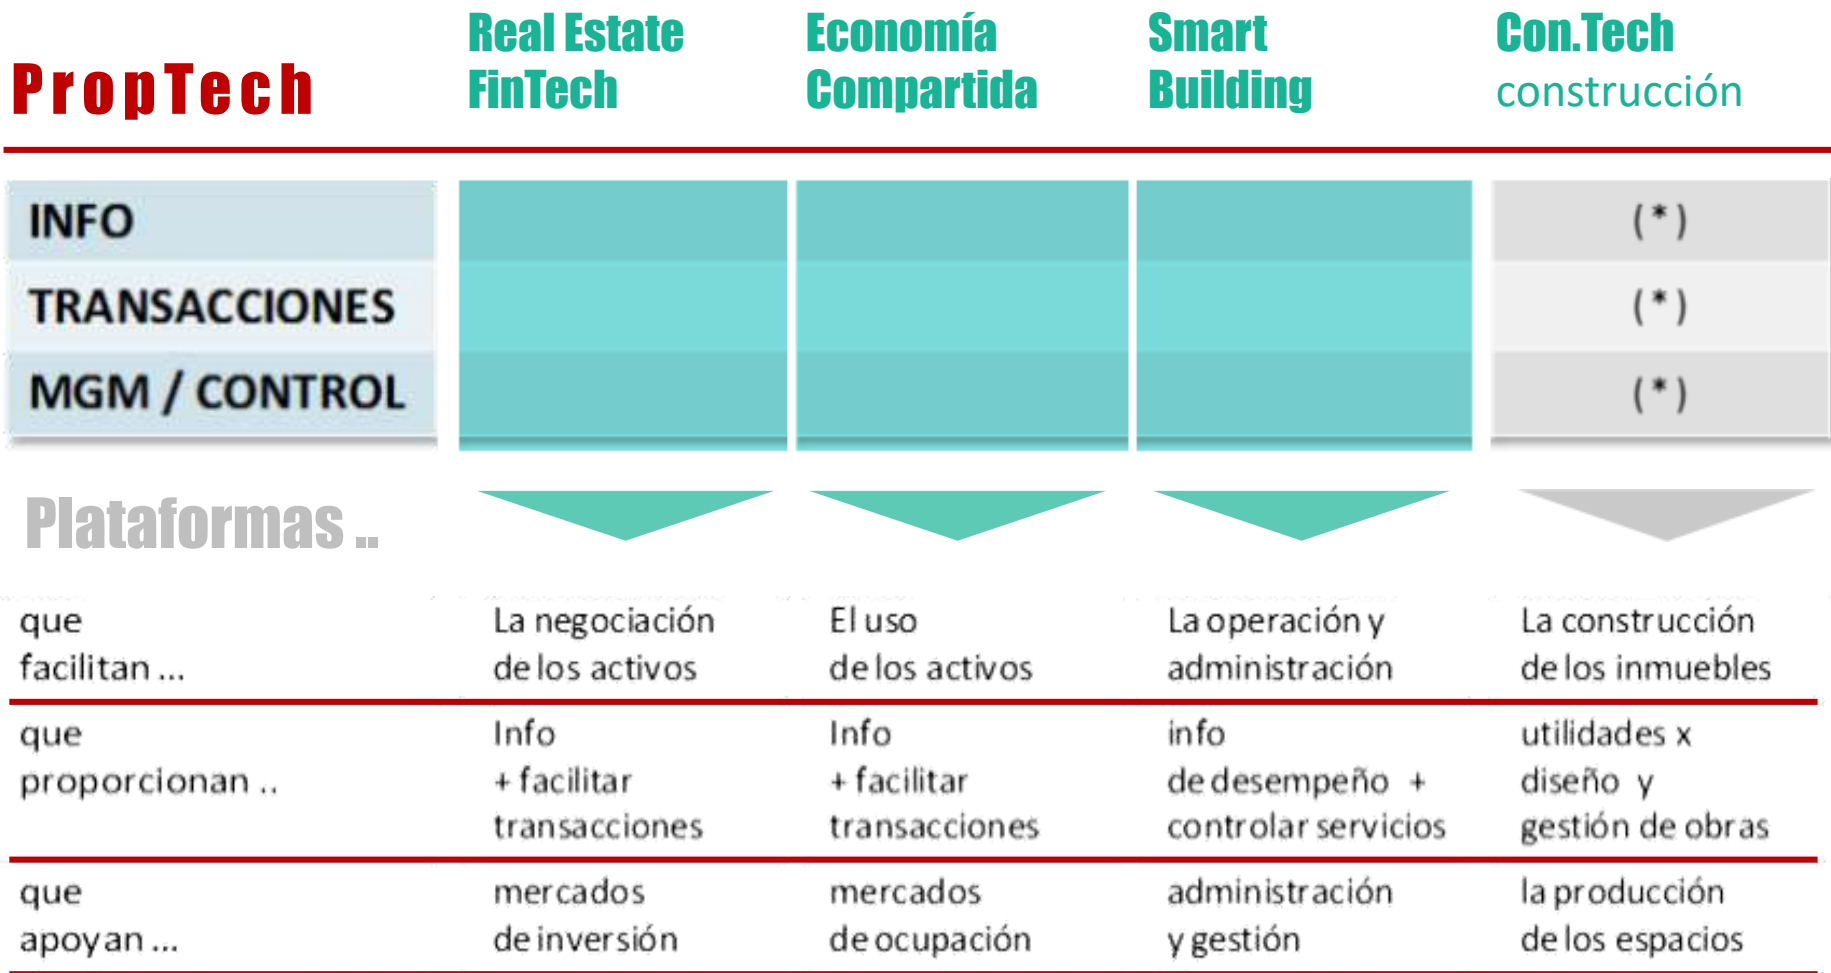 PropTech
Real Estate
FinTech
Economía
Compartida
Smart
Building
Con.Tech
construcción
INFO
(*)
TRANSACCIONES
(*)
MGM / CONTROL
(*)
Plataformas ..
que
facilitan ...
La negociación
de los activos
El uso
de los activos
La operación y
administración
La construcción
de los inmuebles
que
proporcionan ..
Info
+ facilitar
transacciones
Info
+ facilitar
transacciones
info
de desempeño +
controlar servicios
utilidades x
diseño y
gestión de obras
que
apoyan ...
mercados
de inversión
mercados
de ocupación
administración
y gestión
la producción
de los espacios